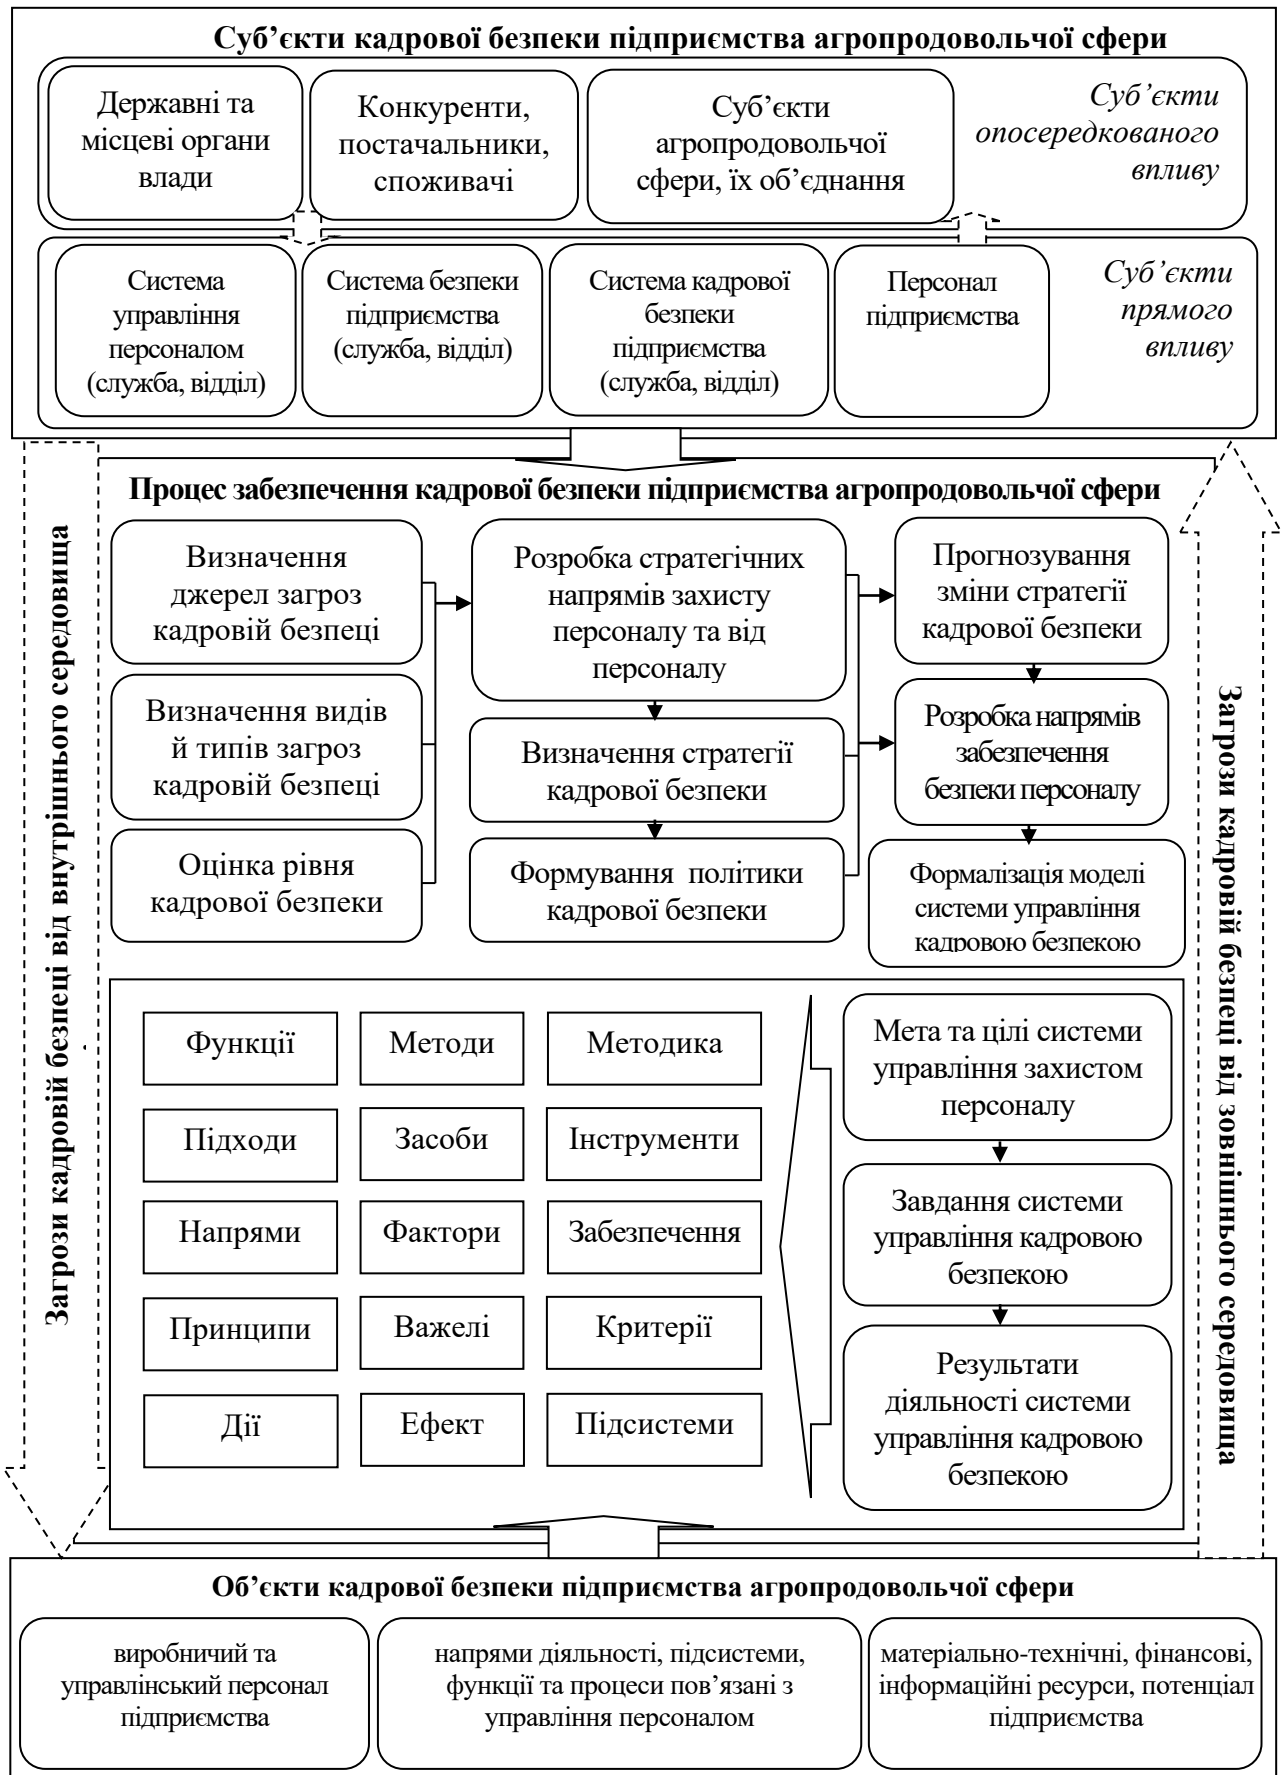 Суб’єкти кадрової безпеки підприємства агропродовольчої сфери
Державні та
місцеві органи
влади
Конкуренти,
постачальники,
споживачі
Суб’єкти
агропродовольчої
сфери, їх об’єднання
Суб’єкти
опосередкованого
впливу
Система
управління
персоналом
(служба, відділ)
Система безпеки
підприємства
(служба, відділ)
Система кадрової
безпеки
підприємства
(служба, відділ)
Персонал
підприємства
Суб’єкти
прямого
впливу
Загрози кадровій безпеці від внутрішнього середовища
Процес забезпечення кадрової безпеки підприємства агропродовольчої сфери
Визначення
джерел загроз
кадровій безпеці
Визначення видів
й типів загроз
кадровій безпеці
Оцінка рівня
кадрової безпеки
Розробка стратегічних
напрямів захисту
персоналу та від
персоналу
Визначення стратегії
кадрової безпеки
Формування політики
кадрової безпеки
Прогнозування
зміни стратегії
кадрової безпеки
Розробка напрямів
забезпечення
безпеки персоналу
Формалізація моделі
системи управління
кадровою безпекою
Загрози кадровій безпеці від зовнішнього середовища
Функції
Методи
Методика
Підходи
Засоби
Інструменти
Напрями
Фактори
Забезпечення
Принципи
Важелі
Критерії
Дії
Ефект
Підсистеми
Мета та цілі системи
управління захистом
персоналу
Завдання системи
управління кадровою
безпекою
Результати
діяльності системи
управління кадровою
безпекою
Об’єкти кадрової безпеки підприємства агропродовольчої сфери
виробничий та
управлінський персонал
підприємства
напрями діяльності, підсистеми,
функції та процеси пов’язані з
управління персоналом
матеріально-технічні, фінансові,
інформаційні ресурси, потенціал
підприємства